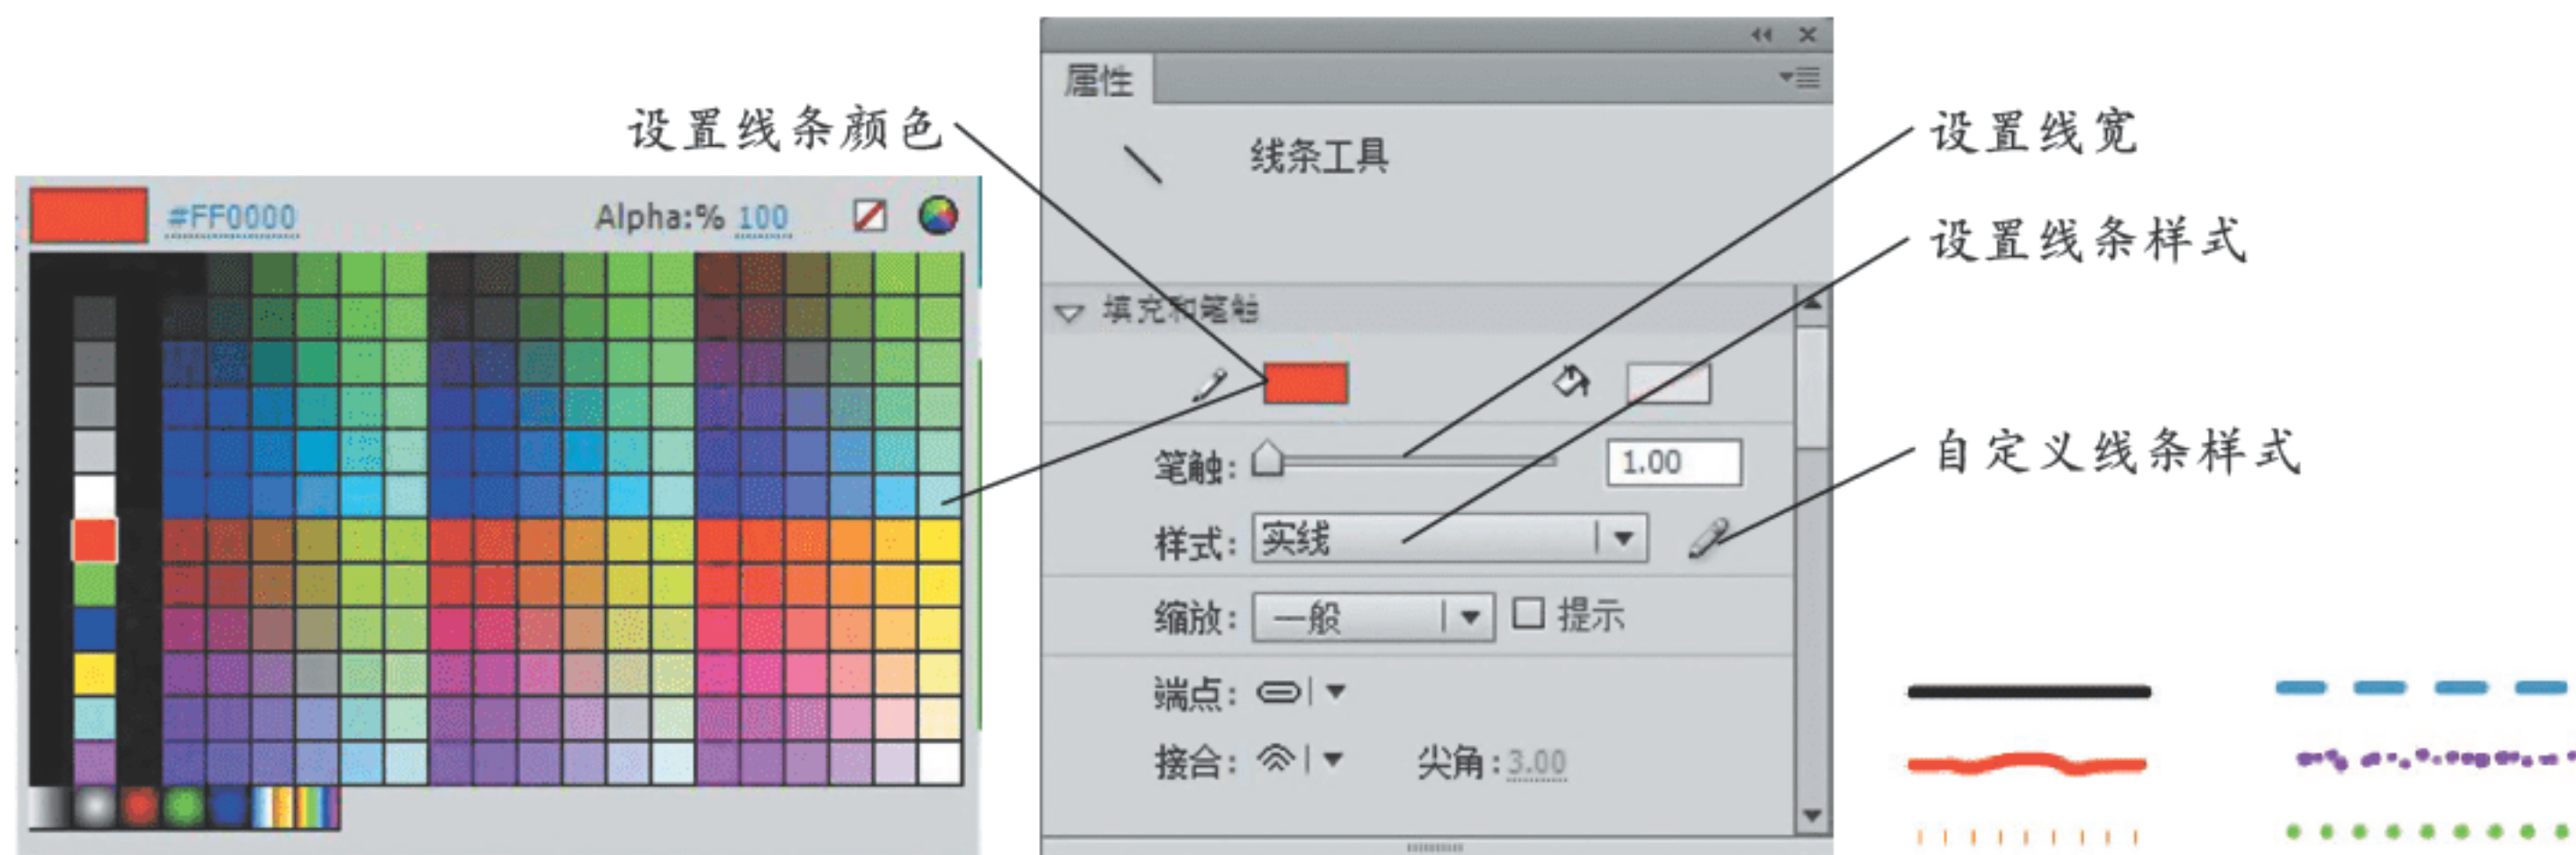 设置线条颜色
#FF0000 Alpha:% 100
属性
线条工具
填充和笔触
笔触: 1.00
样式: 实线
缩放: 一般 提示
端点:
接合: 尖角: 3.00
设置线宽
设置线条样式
自定义线条样式